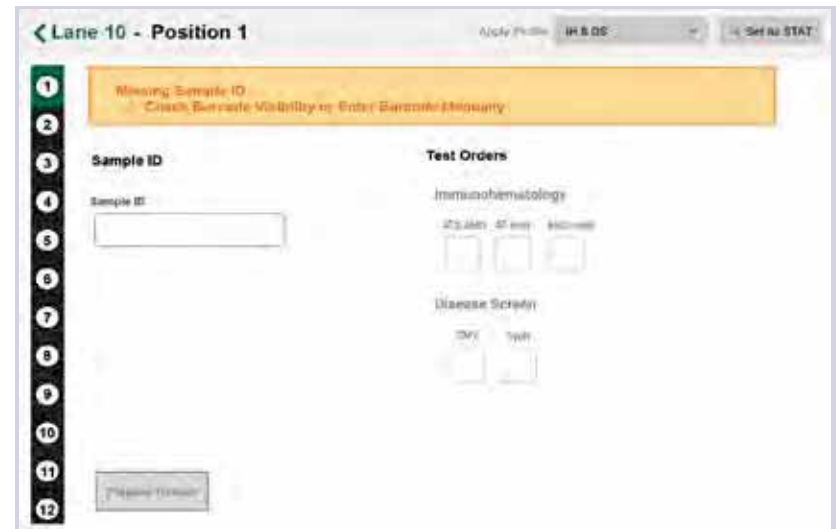 Lane 10 - Position 1
Apply Profile IH & DS Set as STAT
Missing Sample ID
Check Barcode Visibility or Enter Barcode Manually
1
2
3
4
5
6
7
8
9
10
11
12
Sample ID
Sample ID
Test Orders
Immunohematology
Disease Screen
CMV Syph